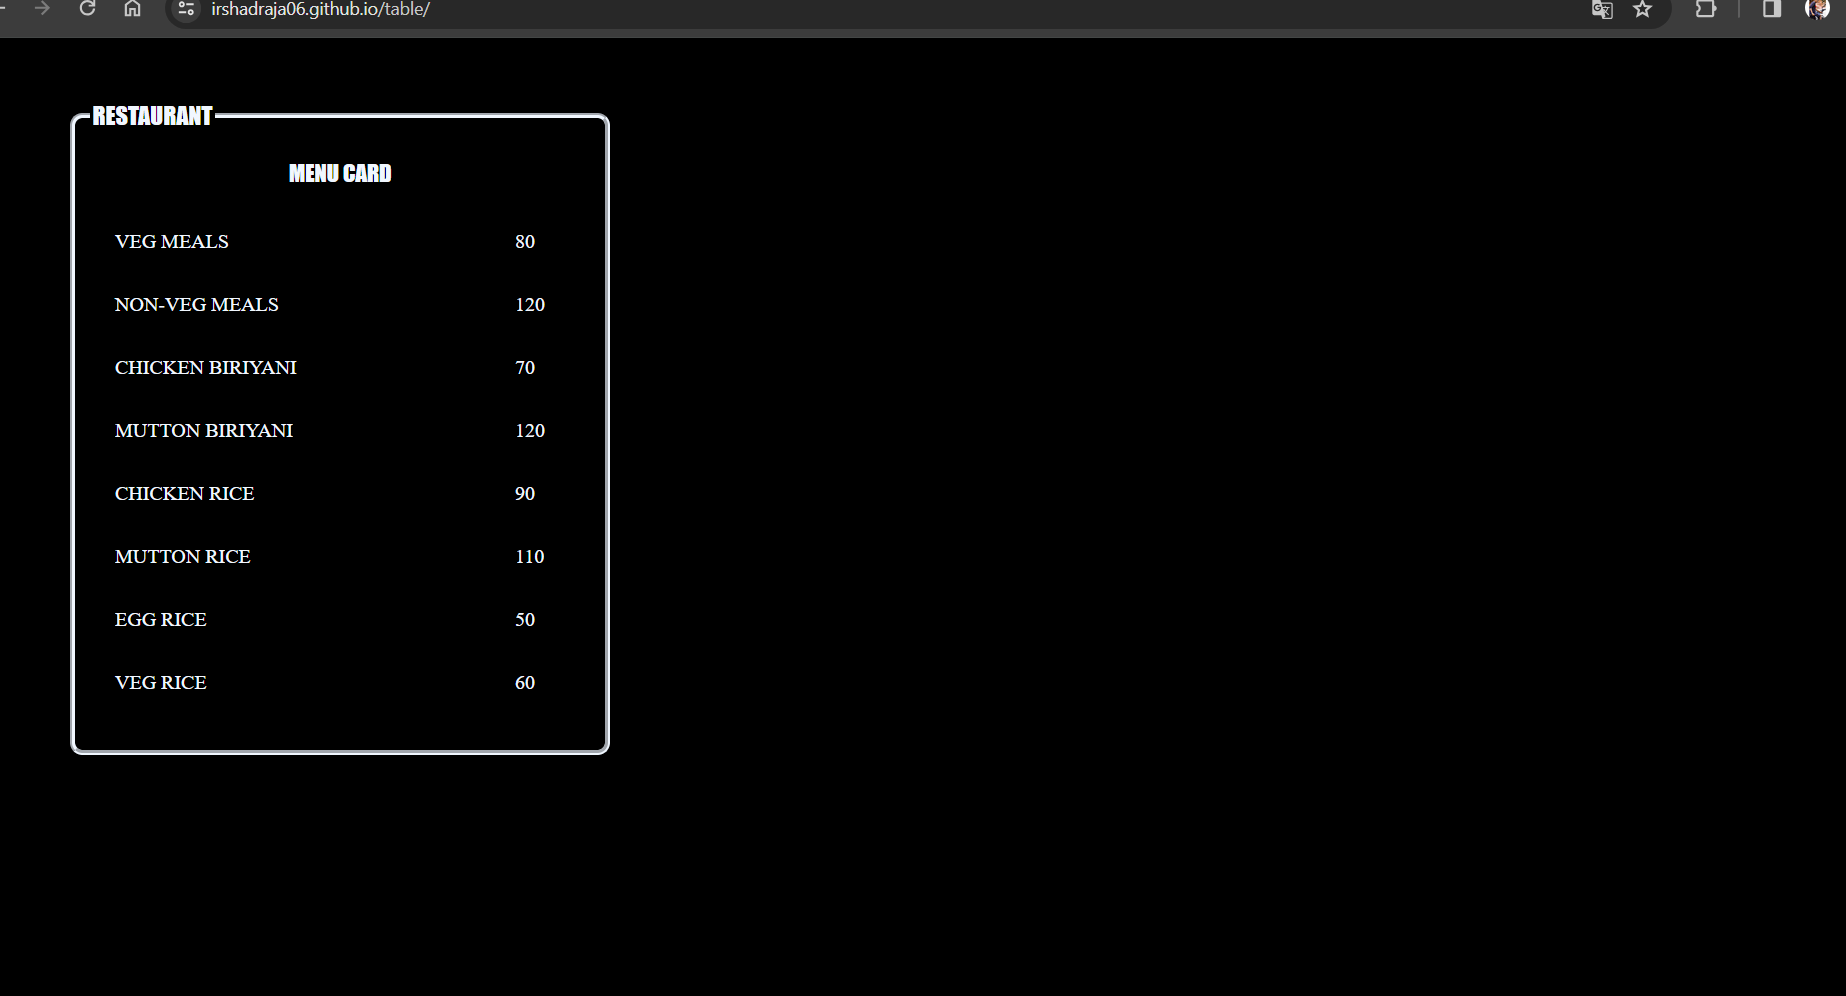 irshadraja06.github.io/table/
RESTAURANT
MENU CARD
VEG MEALS 80
NON-VEG MEALS 120
CHICKEN BIRIYANI 70
MUTTON BIRIYANI 120
CHICKEN RICE 90
MUTTON RICE 110
EGG RICE 50
VEG RICE 60